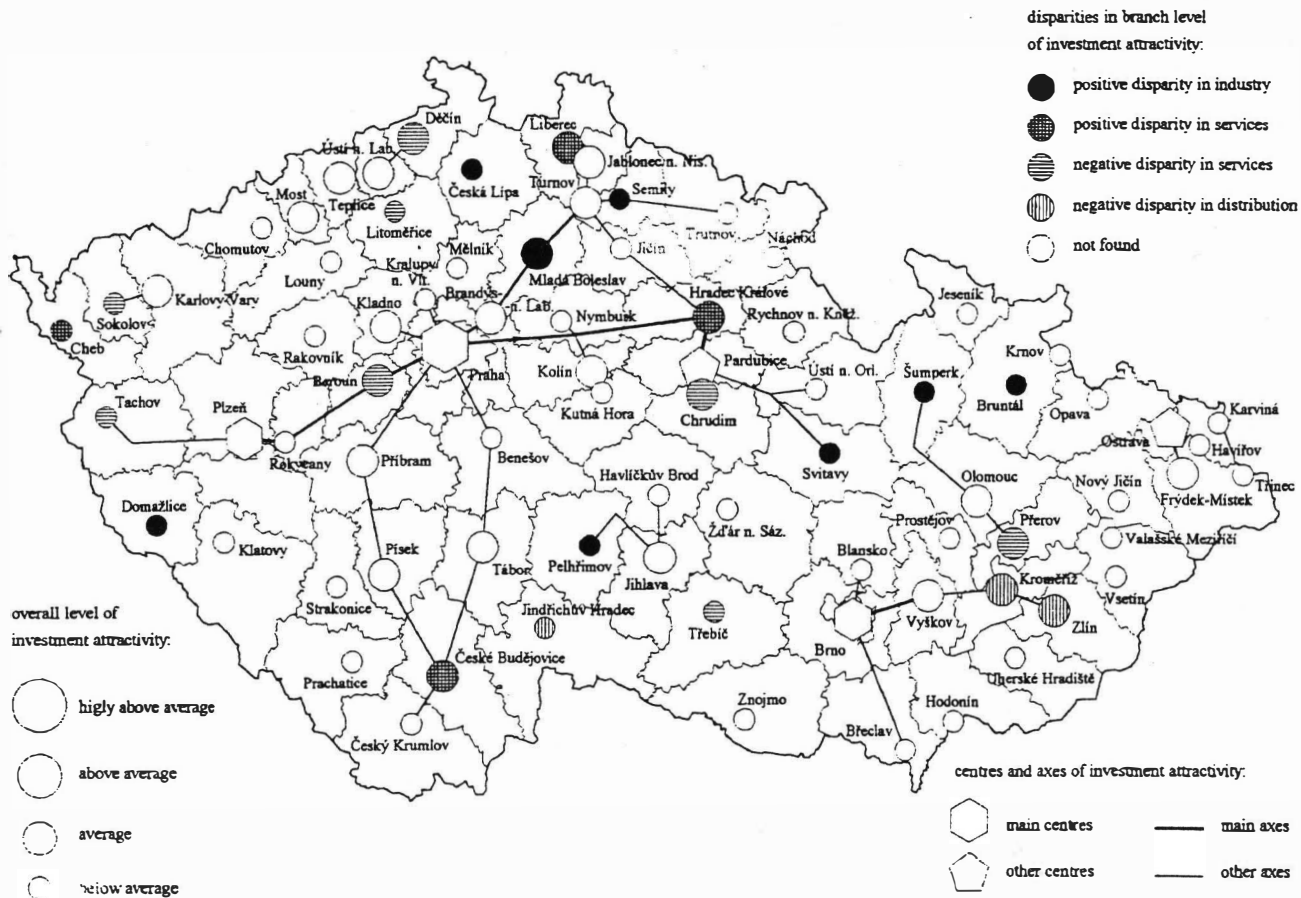 disparities in branch level
of investment attractivity:
positive disparity in industry
positive disparity in services
negative disparity in services
negative disparity in distribution
not found
Děčín
Liberec
Ústí n. Lab.
Jablonec n. Nis.
Most
Teplice
Česká Lípa
Turnov
Semily
Litoměřice
Trutnov
Chomutov
Náchod
Mělník
Jičín
Louny
Kralupy
n. Vlt.
Mladá Boleslav
Karlovy Vary
Kladno
Brandýs-
n. Lab.
Hradec Králové
Jeseník
Sokolov
Nymburk
Rychnov n. Kněž.
Cheb
Rakovník
Krnov
Beroun
Praha
Kolín
Pardubice
Ústí n. Orl.
Šumperk
Tachov
Plzeň
Kutná Hora
Chrudim
Bruntál
Opava
Karviná
Ostrava
Havířov
Rokycany
Příbram
Benešov
Svitavy
Havlíčkův Brod
Olomouc
Nový Jičín
Frýdek-Místek
Třinec
Domažlice
Žďár n. Sáz.
Prostějov
Přerov
Klatovy
Písek
Tábor
Pelhřimov
Jihlava
Blansko
Valašské Meziříčí
Kroměříž
Strakonice
Jindřichův Hradec
Třebíč
Vyškov
Zlín
Vsetín
Brno
overall level of
investment attractivity:
České Budějovice
Prachatice
Uherské Hradiště
Znojmo
Hodonín
higly above average
Český Krumlov
Břeclav
above average
centres and axes of investment attractivity:
average
main centres
main axes
below average
other centres
other axes